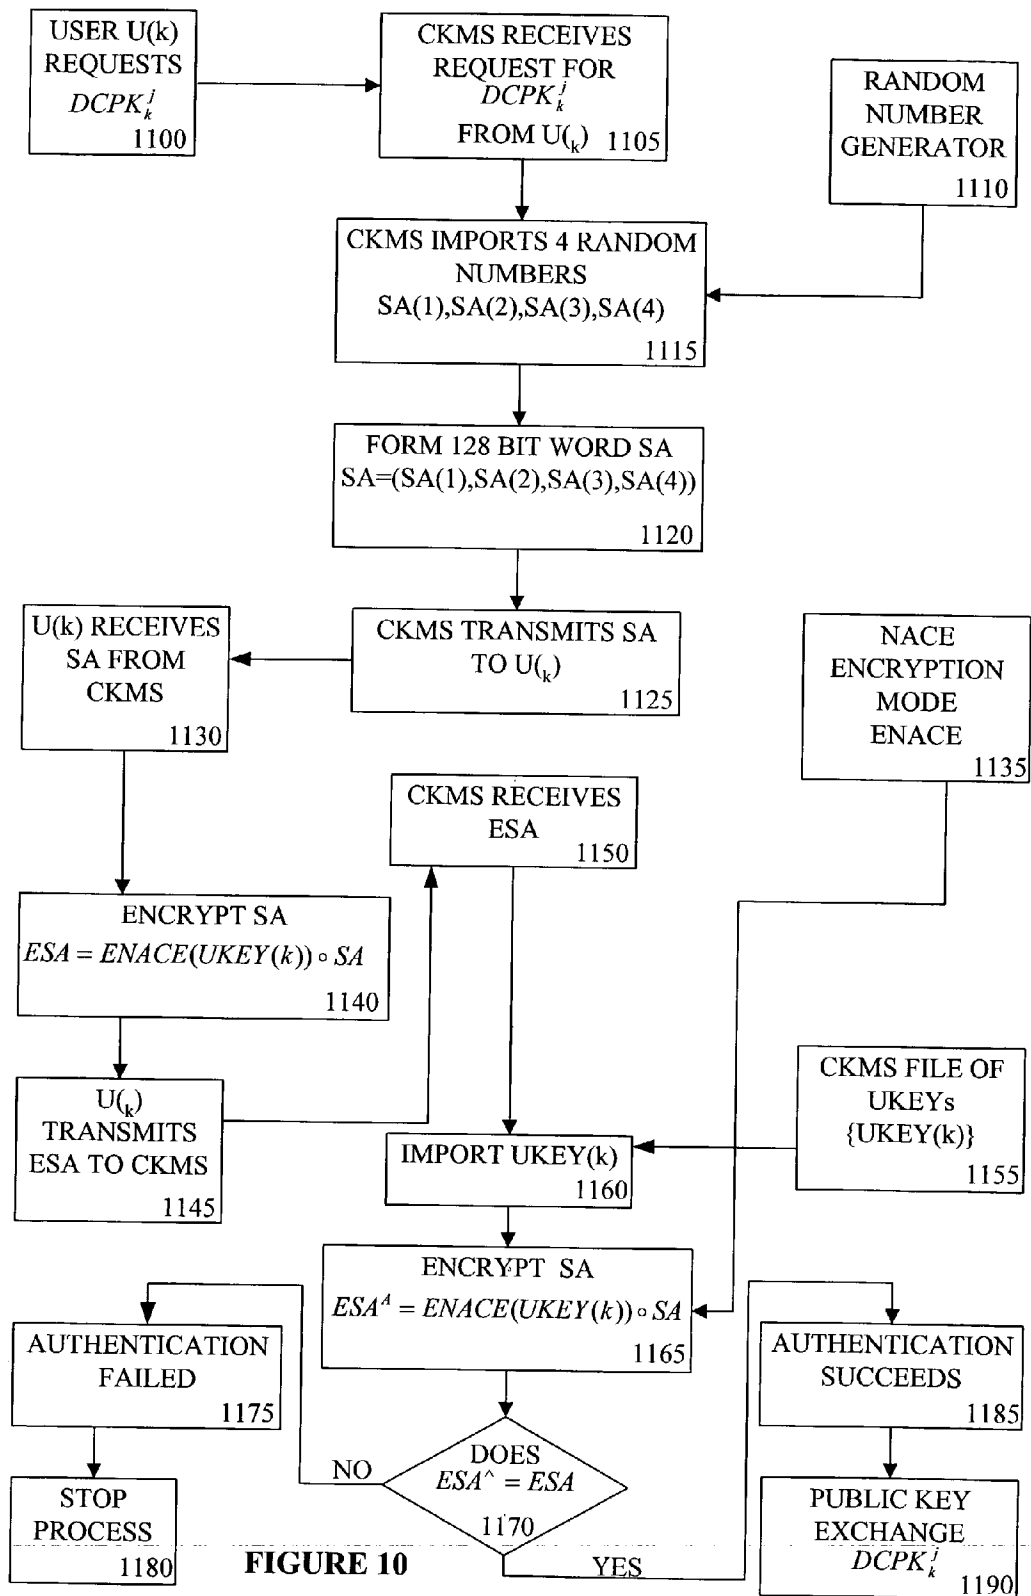 USER U(k)
REQUESTS
DCPK_k^j
1100
CKMS RECEIVES
REQUEST FOR
DCPK_k^j
FROM U(k)
1105
RANDOM
NUMBER
GENERATOR
1110
CKMS IMPORTS 4 RANDOM
NUMBERS
SA(1),SA(2),SA(3),SA(4)
1115
FORM 128 BIT WORD SA
SA=(SA(1),SA(2),SA(3),SA(4))
1120
U(k) RECEIVES
SA FROM
CKMS
1130
CKMS TRANSMITS SA
TO U(k)
1125
NACE
ENCRYPTION
MODE
ENACE
1135
CKMS RECEIVES
ESA
1150
ENCRYPT SA
ESA = ENACE(UKEY(k)) ∘ SA
1140
U(k)
TRANSMITS
ESA TO CKMS
1145
IMPORT UKEY(k)
1160
CKMS FILE OF
UKEYs
{UKEY(k)}
1155
ENCRYPT SA
ESA^A = ENACE(UKEY(k)) ∘ SA
1165
AUTHENTICATION
FAILED
1175
AUTHENTICATION
SUCCEEDS
1185
NO
DOES
ESA^ = ESA
1170
YES
STOP
PROCESS
1180
PUBLIC KEY
EXCHANGE
DCPK_k^j
1190
FIGURE 10